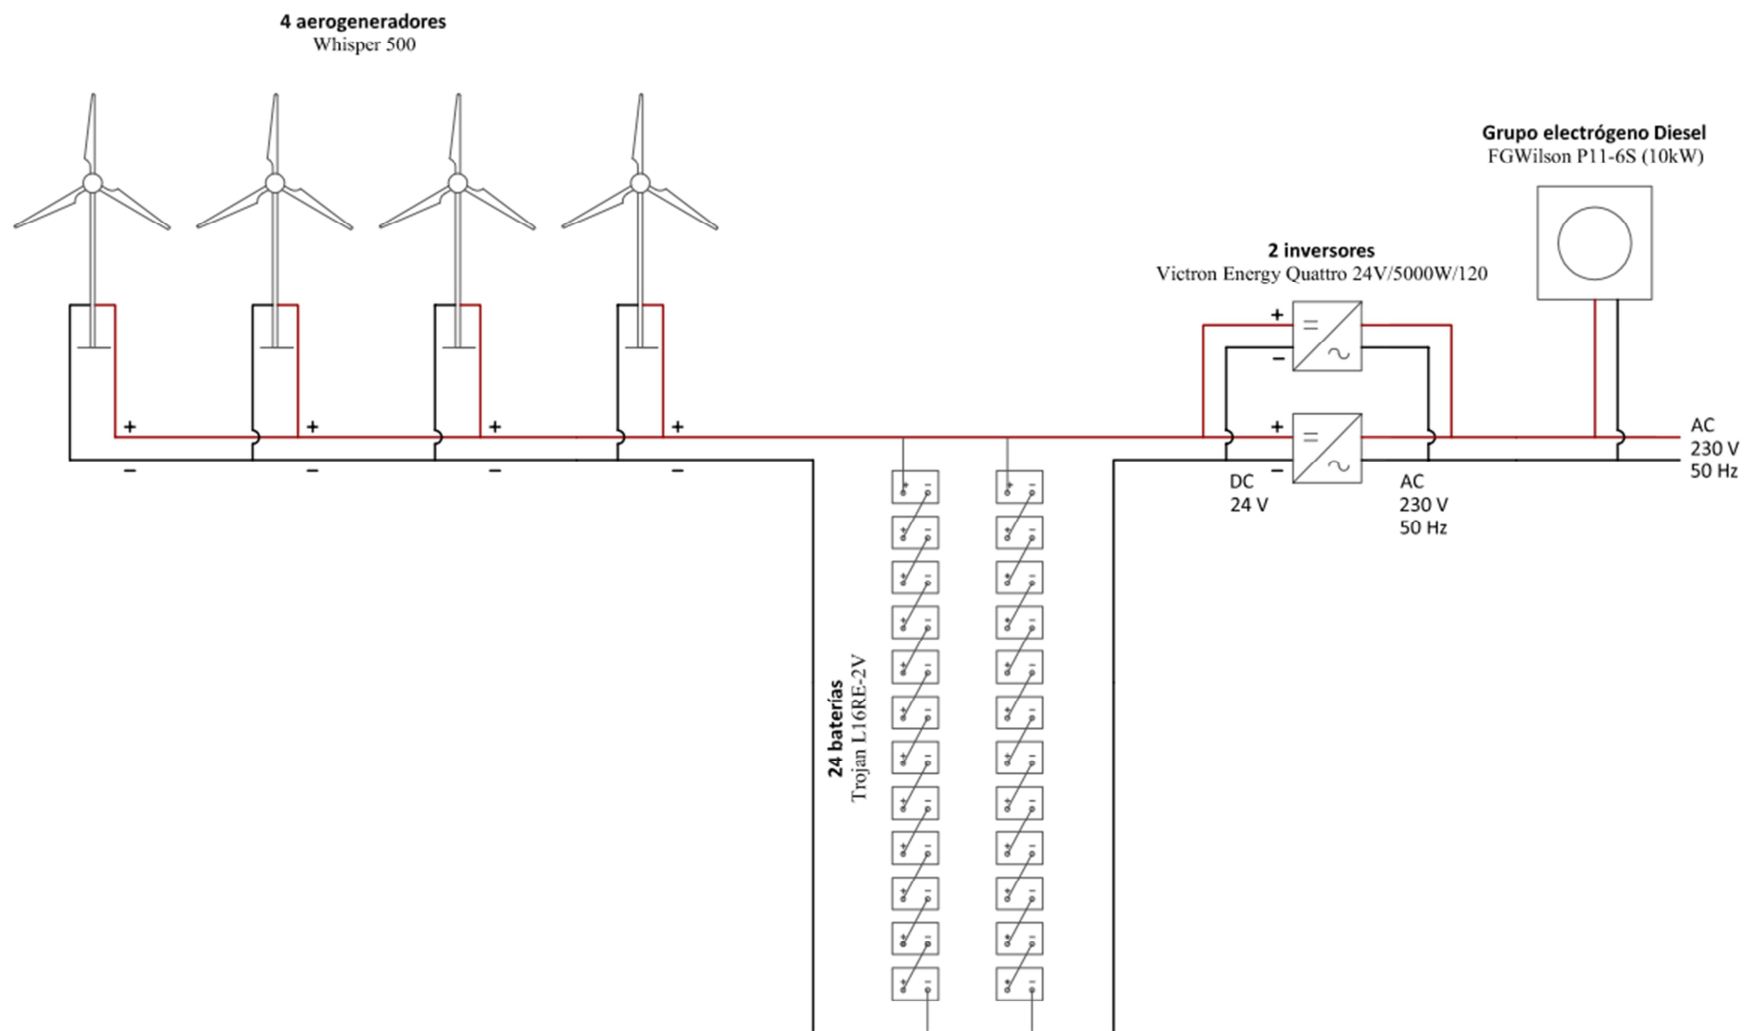 4 aerogeneradores
Whisper 500
Grupo electrógeno Diesel
FGWilson P11-6S (10kW)
2 inversores
Victron Energy Quattro 24V/5000W/120
+
−
+
−
+ + + + +
− − − − −
AC
230 V
50 Hz
DC
24 V
AC
230 V
50 Hz
24 baterías
Trojan L16RE-2V
+ − + −
+ − + −
+ − + −
+ − + −
+ − + −
+ − + −
+ − + −
+ − + −
+ − + −
+ − + −
+ − + −
+ − + −